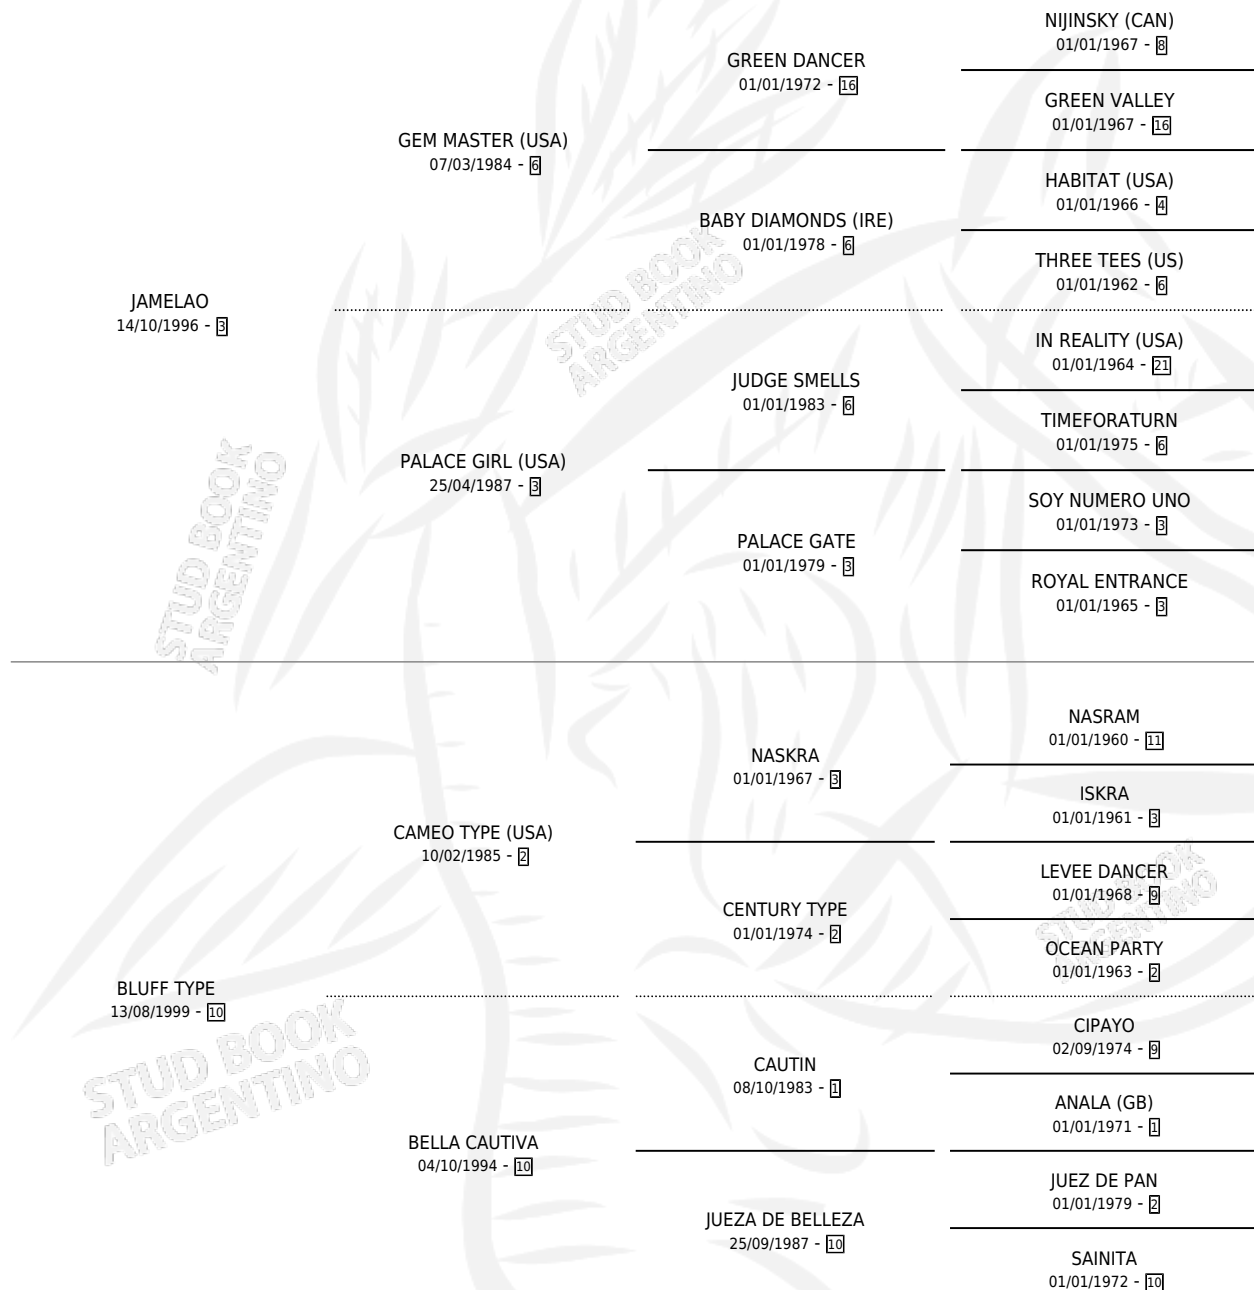 NIJINSKY (CAN)
01/01/1967 - 8
GREEN DANCER
01/01/1972 - 16
GREEN VALLEY
01/01/1967 - 16
GEM MASTER (USA)
07/03/1984 - 6
HABITAT (USA)
01/01/1966 - 4
BABY DIAMONDS (IRE)
01/01/1978 - 6
THREE TEES (US)
01/01/1962 - 6
JAMELAO
14/10/1996 - 3
IN REALITY (USA)
01/01/1964 - 21
JUDGE SMELLS
01/01/1983 - 6
TIMEFORATURN
01/01/1975 - 6
PALACE GIRL (USA)
25/04/1987 - 3
SOY NUMERO UNO
01/01/1973 - 3
PALACE GATE
01/01/1979 - 3
ROYAL ENTRANCE
01/01/1965 - 3
NASRAM
01/01/1960 - 11
NASKRA
01/01/1967 - 3
ISKRA
01/01/1961 - 3
CAMEO TYPE (USA)
10/02/1985 - 2
LEVEE DANCER
01/01/1968 - 9
CENTURY TYPE
01/01/1974 - 2
OCEAN PARTY
01/01/1963 - 2
BLUFF TYPE
13/08/1999 - 10
CIPAYO
02/09/1974 - 9
CAUTIN
08/10/1983 - 1
ANALA (GB)
01/01/1971 - 1
BELLA CAUTIVA
04/10/1994 - 10
JUEZ DE PAN
01/01/1979 - 2
JUEZA DE BELLEZA
25/09/1987 - 10
SAINITA
01/01/1972 - 10
STUD BOOK
ARGENTINO
STUD BOOK
ARGENTINO
STUD BOOK
ARGENTINO
STUD BOOK
ARGENTINO